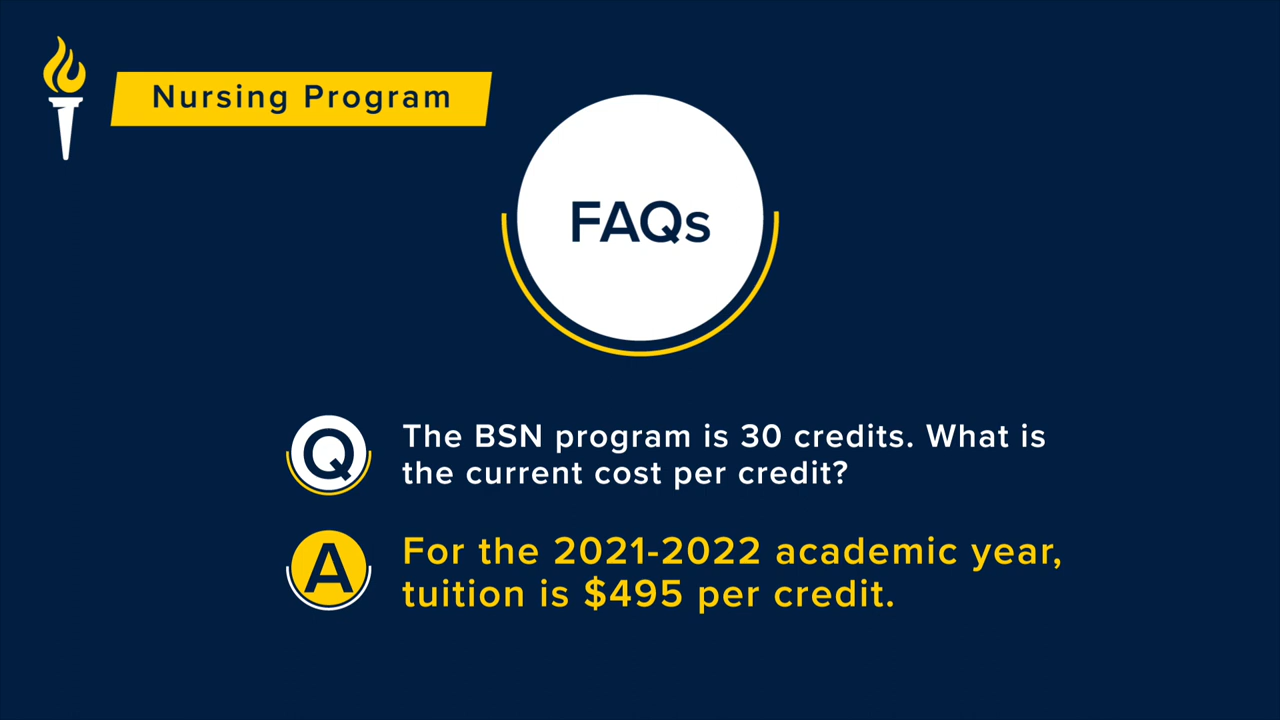 Nursing Program
FAQs
Q
The BSN program is 30 credits. What is
the current cost per credit?
A
For the 2021-2022 academic year,
tuition is $495 per credit.